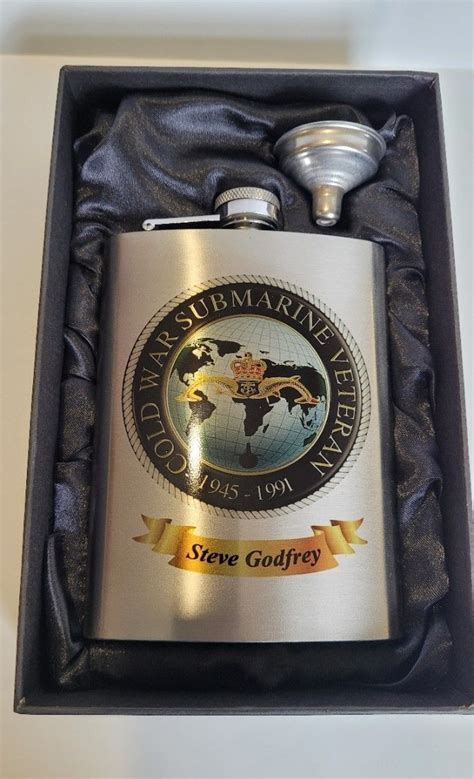 COLD WAR SUBMARINE VETERAN
1945 - 1991
Steve Godfrey